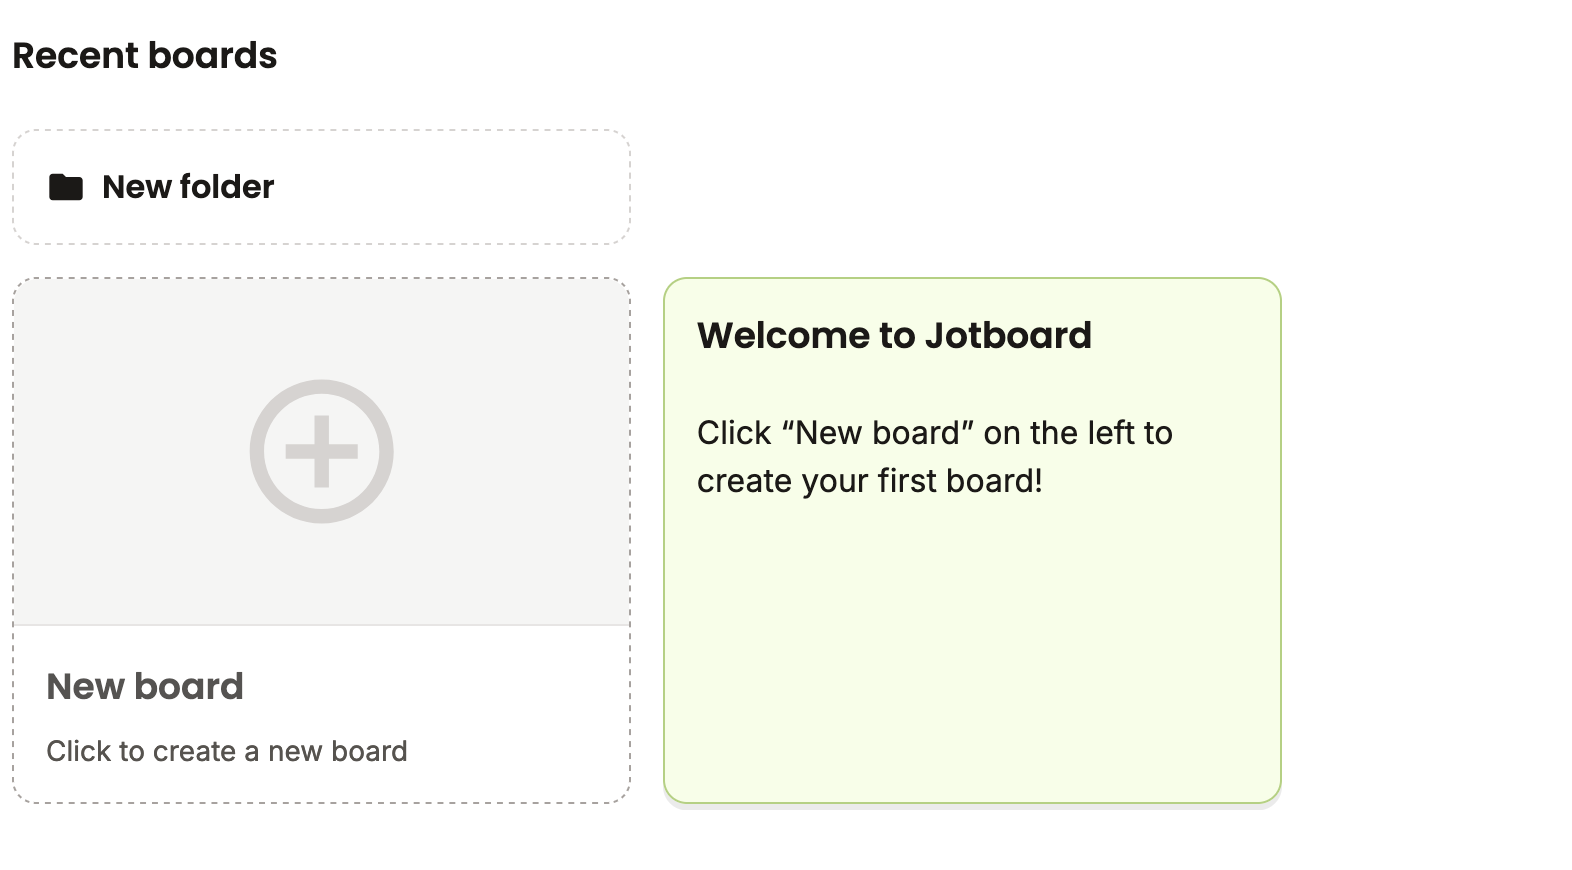 Recent boards
New folder
New board
Click to create a new board
Welcome to Jotboard
Click “New board” on the left to
create your first board!